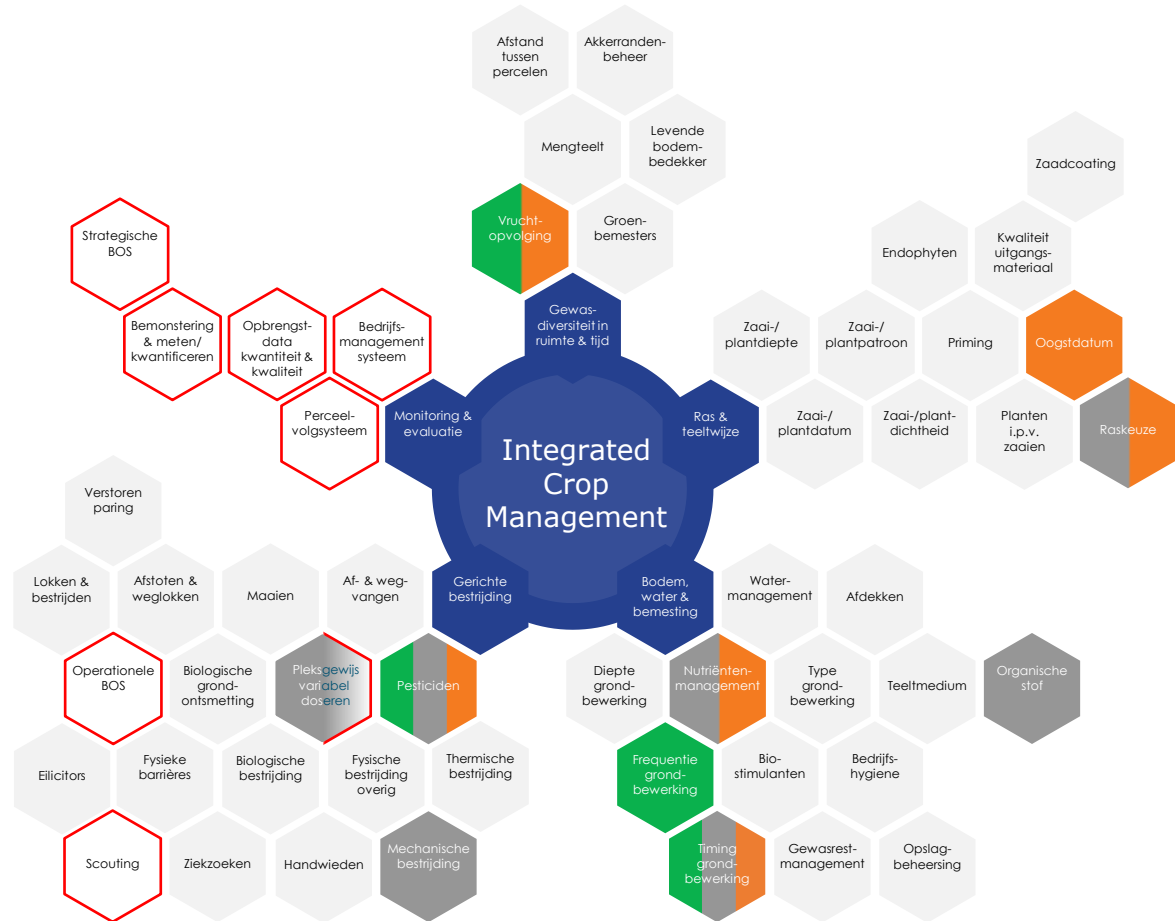 Afstand
tussen
percelen
Akkerranden-
beheer
Mengteelt
Levende
bodem-
bedekker
Vrucht-
opvolging
Groen-
bemesters
Gewas-
diversiteit in
ruimte & tijd
Zaadcoating
Endophyten
Kwaliteit
uitgangs-
materiaal
Zaai-/
plantdiepte
Zaai-/
plantpatroon
Priming
Oogstdatum
Ras &
teeltwijze
Zaai-/
plantdatum
Zaai-/plant-
dichtheid
Planten
i.p.v.
zaaien
Raskeuze
Strategische
BOS
Bemonstering
& meten/
kwantificeren
Opbrengst-
data
kwantiteit &
kwaliteit
Bedrijfs-
management
systeem
Perceel-
volgsysteem
Monitoring &
evaluatie
Integrated
Crop
Management
Verstoren
paring
Lokken &
bestrijden
Afstoten &
weglokken
Maaien
Af- & weg-
vangen
Gerichte
bestrijding
Operationele
BOS
Biologische
grond-
ontsmetting
Pleksgewijs
variabel
doseren
Pesticiden
Eilicitors
Fysieke
barrières
Biologische
bestrijding
Fysische
bestrijding
overig
Thermische
bestrijding
Scouting
Ziekzoeken
Handwieden
Mechanische
bestrijding
Bodem,
water &
bemesting
Water-
management
Afdekken
Diepte
grond-
bewerking
Nutriënten-
management
Type
grond-
bewerking
Teeltmedium
Organische
stof
Frequentie
grond-
bewerking
Bio-
stimulanten
Bedrijfs-
hygiene
Timing
grond-
bewerking
Gewasrest-
management
Opslag-
beheersing